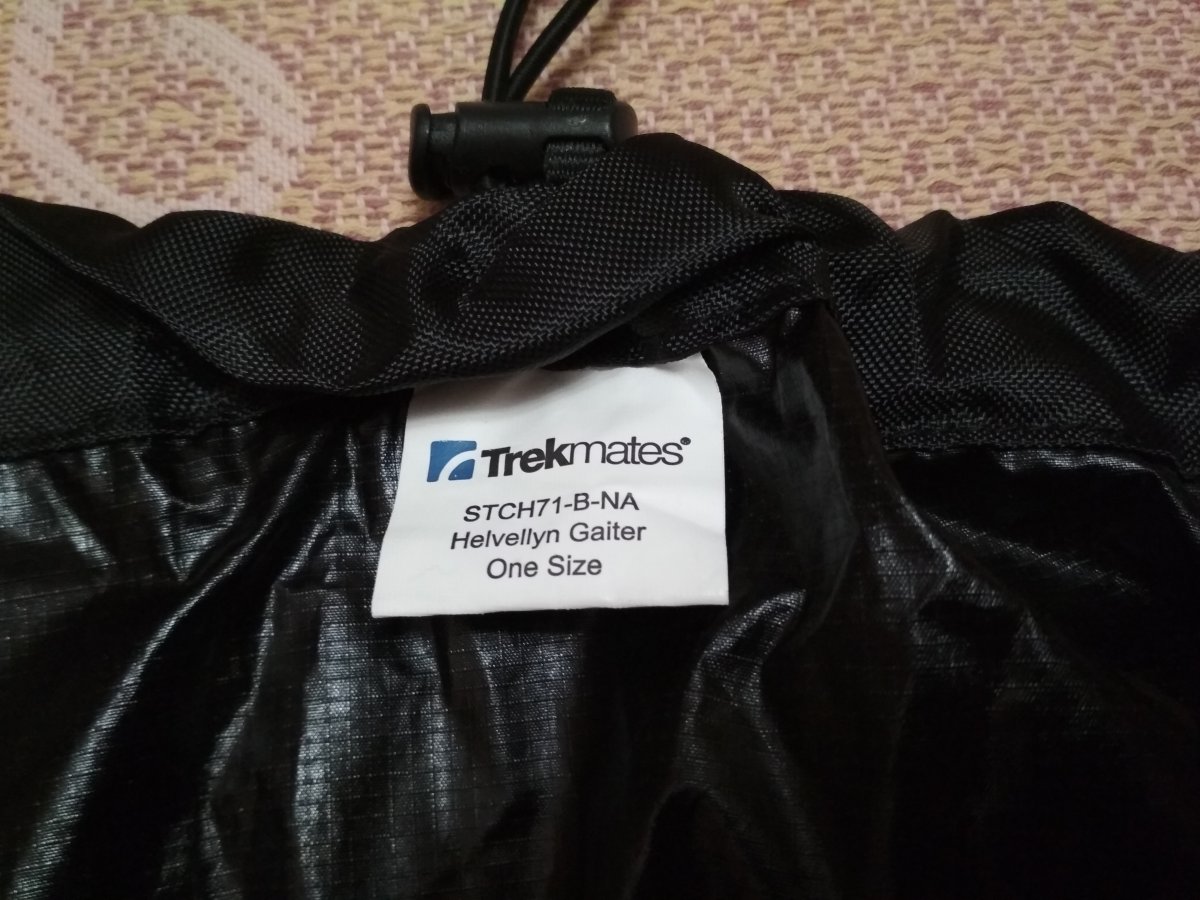 Trekmates®
STCH71-B-NA
Helvellyn Gaiter
One Size